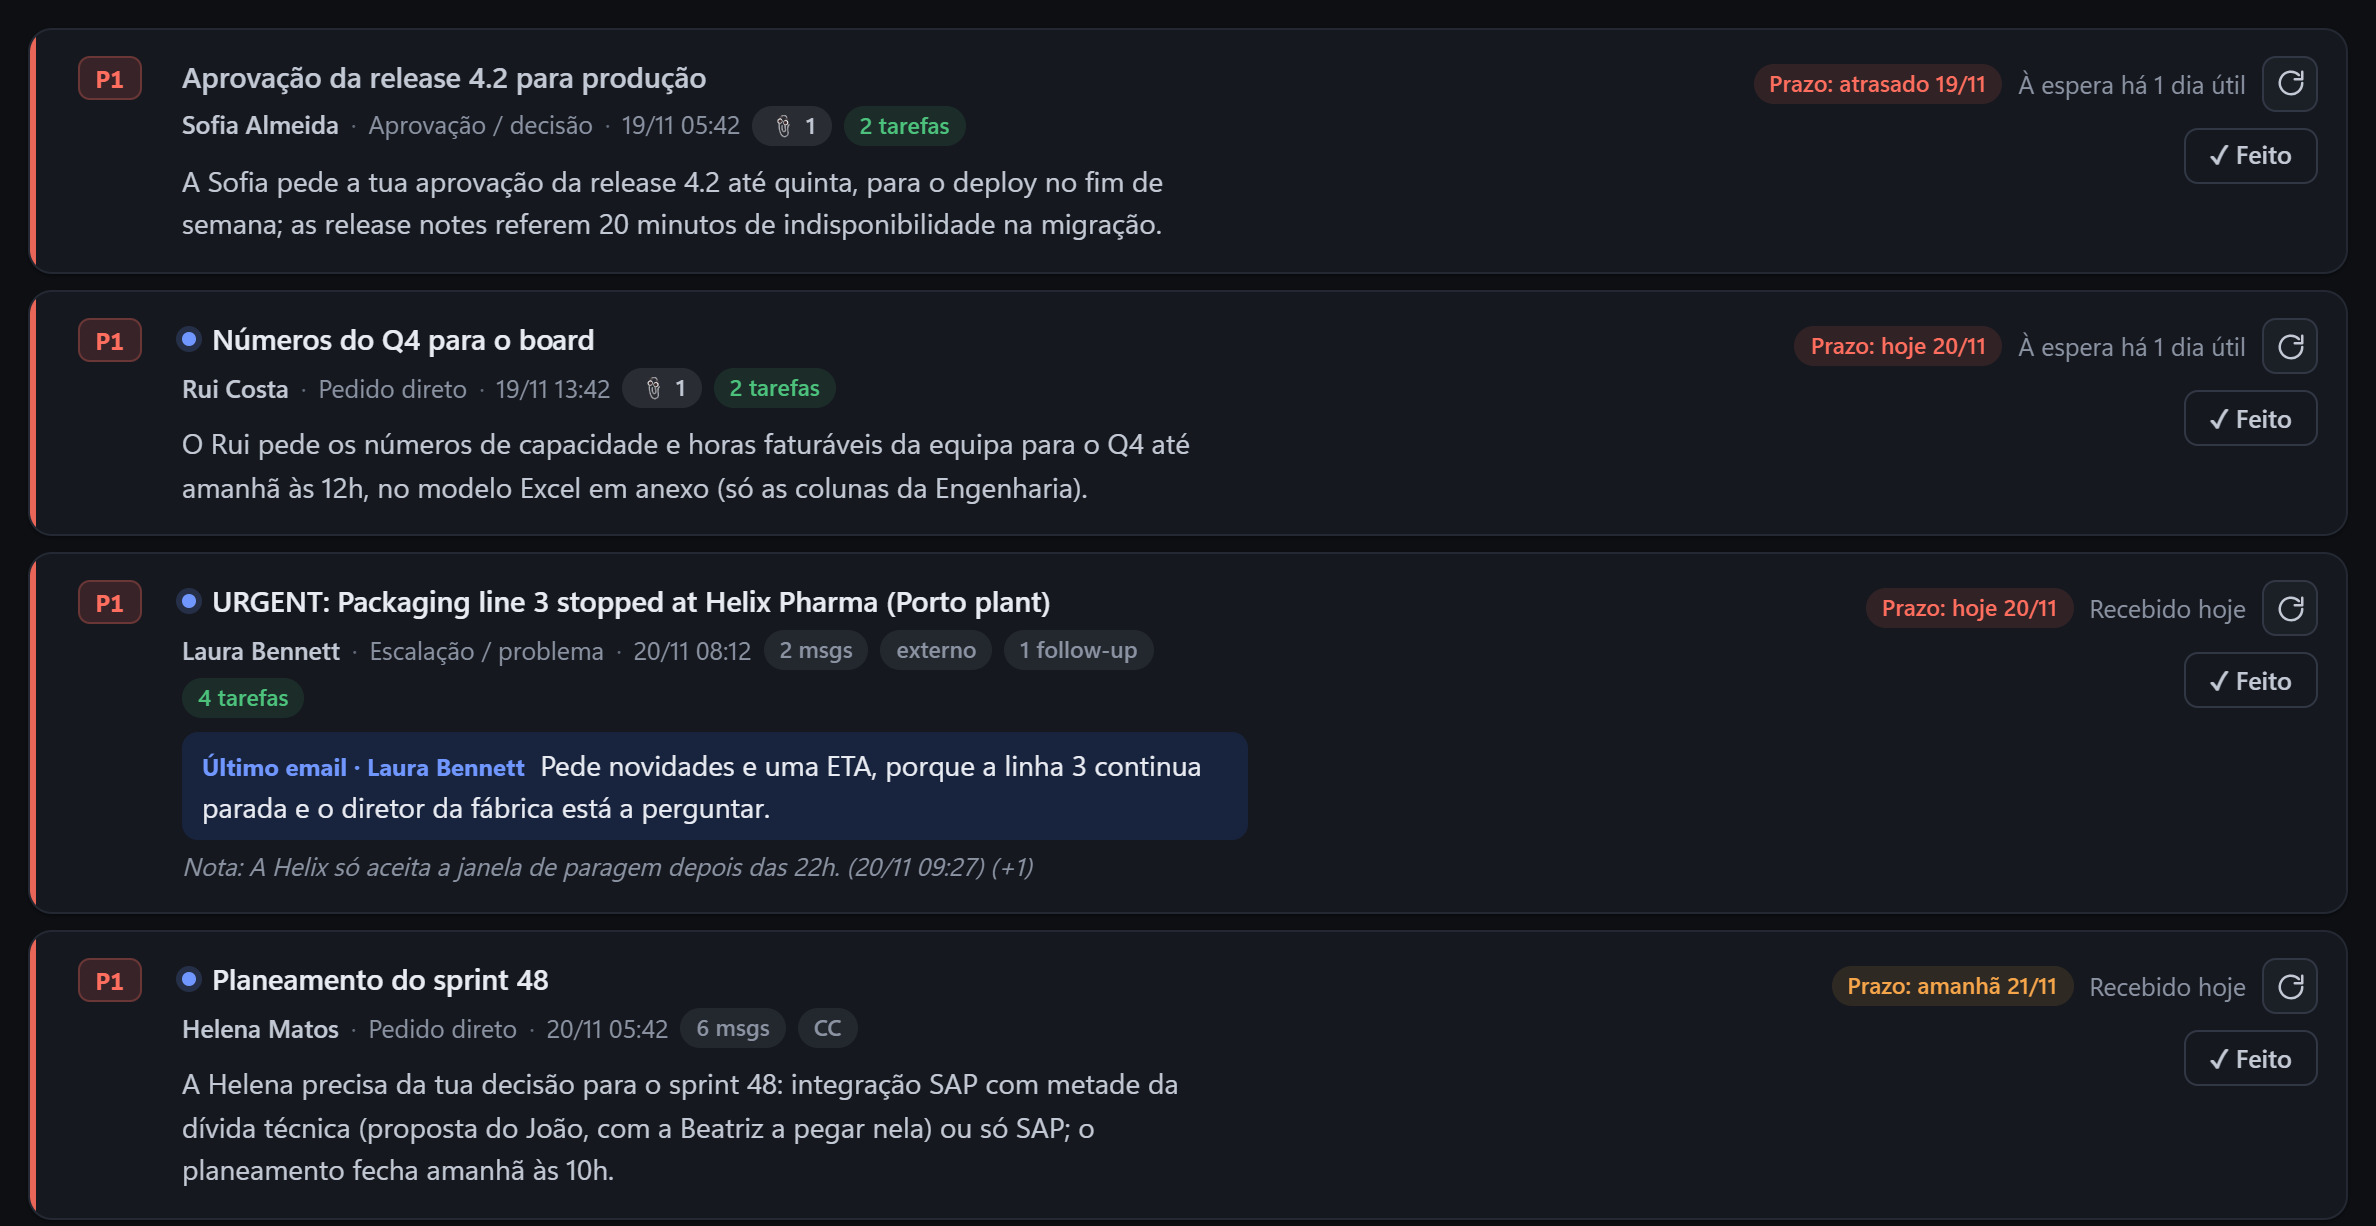 P1 Aprovação da release 4.2 para produção Prazo: atrasado 19/11 À espera há 1 dia útil
Sofia Almeida · Aprovação / decisão · 19/11 05:42 1 2 tarefas
✓ Feito
A Sofia pede a tua aprovação da release 4.2 até quinta, para o deploy no fim de
semana; as release notes referem 20 minutos de indisponibilidade na migração.
P1 Números do Q4 para o board Prazo: hoje 20/11 À espera há 1 dia útil
Rui Costa · Pedido direto · 19/11 13:42 1 2 tarefas
✓ Feito
O Rui pede os números de capacidade e horas faturáveis da equipa para o Q4 até
amanhã às 12h, no modelo Excel em anexo (só as colunas da Engenharia).
P1 URGENT: Packaging line 3 stopped at Helix Pharma (Porto plant) Prazo: hoje 20/11 Recebido hoje
Laura Bennett · Escalação / problema · 20/11 08:12 2 msgs externo 1 follow-up
✓ Feito
4 tarefas
Último email · Laura Bennett Pede novidades e uma ETA, porque a linha 3 continua
parada e o diretor da fábrica está a perguntar.
Nota: A Helix só aceita a janela de paragem depois das 22h. (20/11 09:27) (+1)
P1 Planeamento do sprint 48 Prazo: amanhã 21/11 Recebido hoje
Helena Matos · Pedido direto · 20/11 05:42 6 msgs CC
✓ Feito
A Helena precisa da tua decisão para o sprint 48: integração SAP com metade da
dívida técnica (proposta do João, com a Beatriz a pegar nela) ou só SAP; o
planeamento fecha amanhã às 10h.